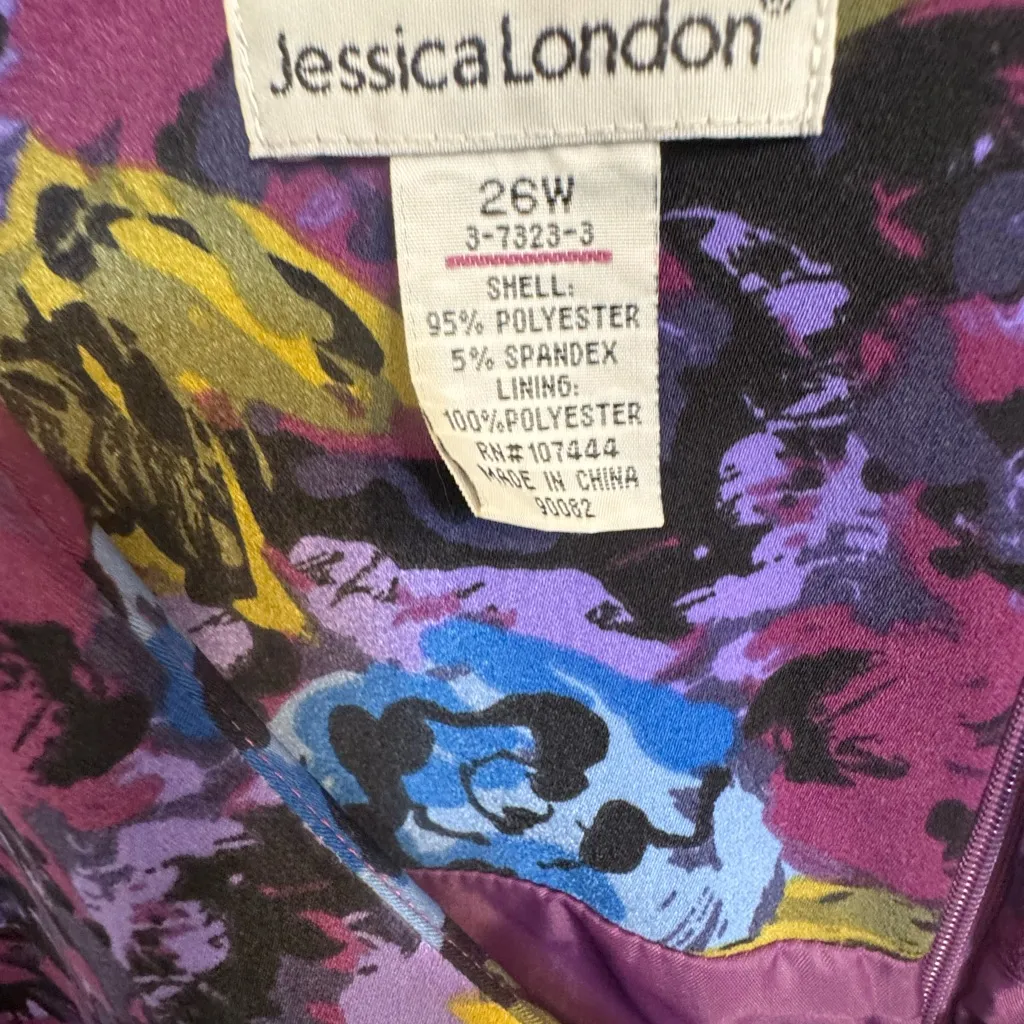 Jessica London®
26W
3-7323-3
SHELL:
95% POLYESTER
5% SPANDEX
LINING:
100%POLYESTER
RN#107444
MADE IN CHINA
90082